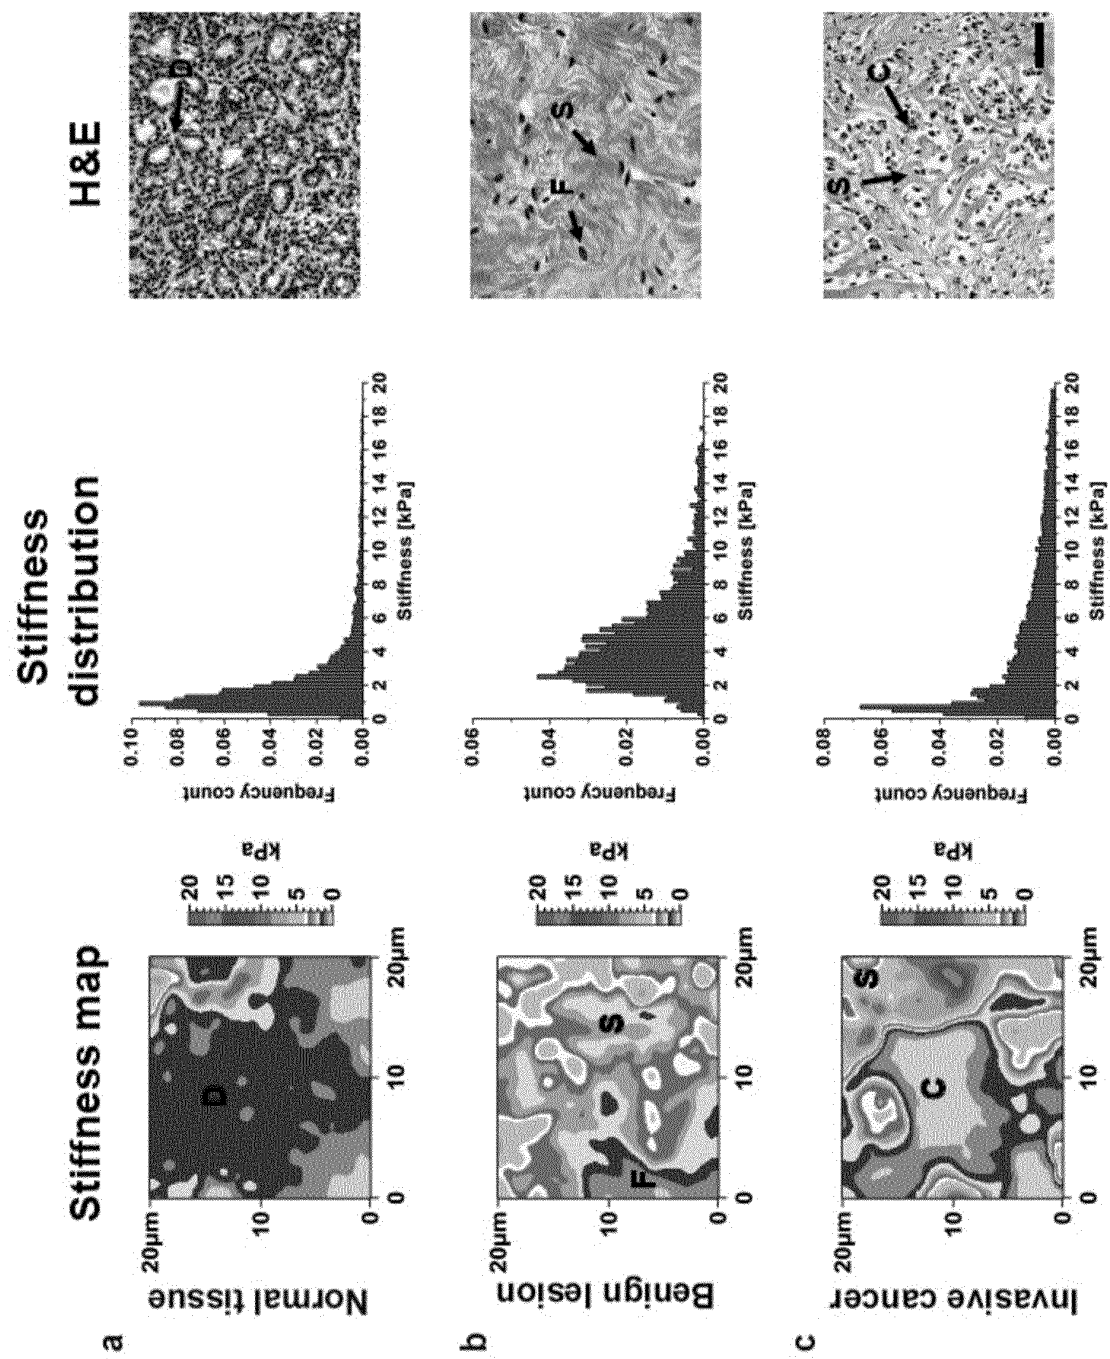 Stiffness map
Stiffness
distribution
H&E
a
Normal tissue
20µm
10
0
0
10
20µm
D
20
15
10
5
0
kPa
Frequency count
0.10
0.08
0.06
0.04
0.02
0.00
0 2 4 6 8 10 12 14 16 18 20
Stiffness [kPa]
D
b
Benign lesion
20µm
10
0
0
10
20µm
F
S
20
15
10
5
0
kPa
Frequency count
0.06
0.04
0.02
0.00
0 2 4 6 8 10 12 14 16 18 20
Stiffness [kPa]
F
S
c
Invasive cancer
20µm
10
0
0
10
20µm
C
S
20
15
10
5
0
kPa
Frequency count
0.08
0.06
0.04
0.02
0.00
0 2 4 6 8 10 12 14 16 18 20
Stiffness [kPa]
S
C